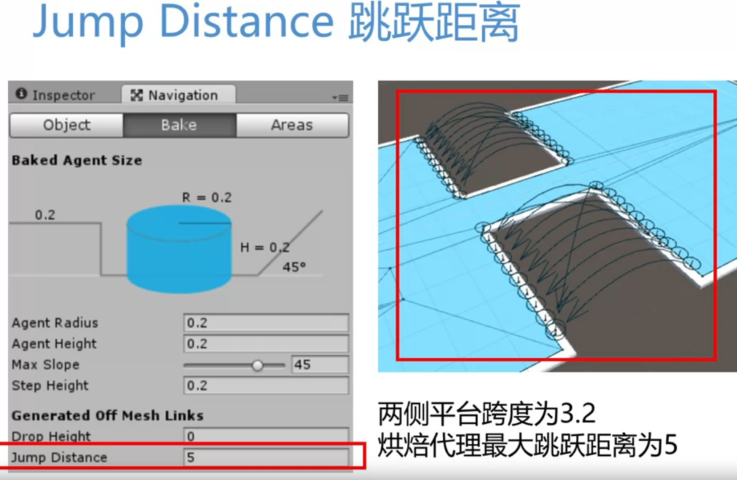 Jump Distance 跳跃距离
Inspector
Navigation
Object
Bake
Areas
Baked Agent Size
R = 0.2
0.2
H = 0.2
45°
Agent Radius 0.2
Agent Height 0.2
Max Slope 45
Step Height 0.2
Generated Off Mesh Links
Drop Height 0
Jump Distance 5
两侧平台跨度为3.2
烘焙代理最大跳跃距离为5